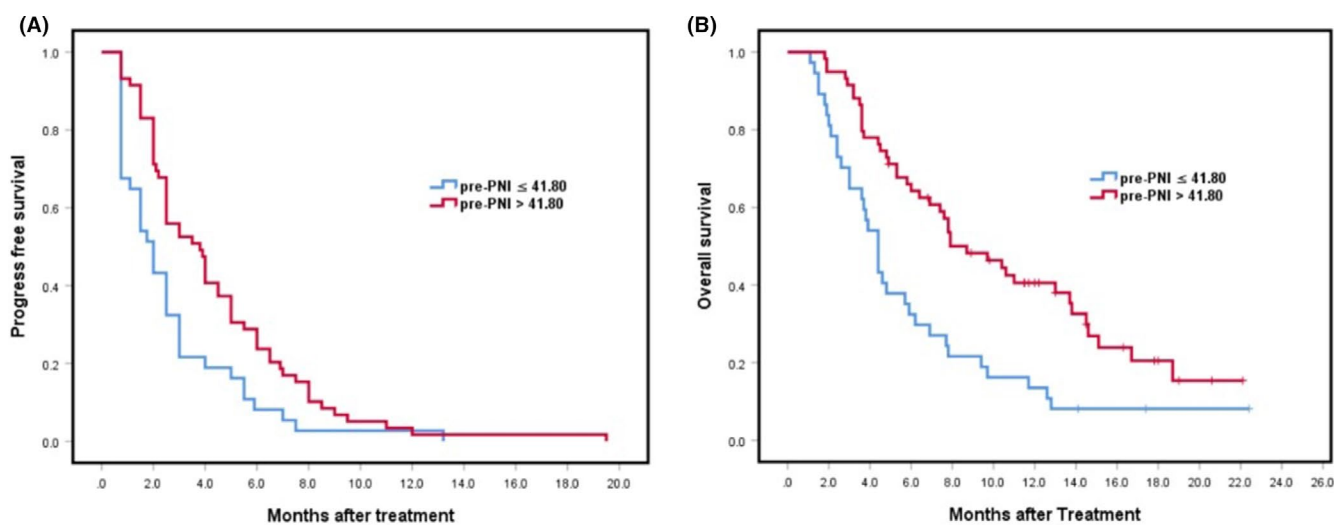 (A)
Progress free survival
1.0
0.8
0.6
0.4
0.2
0.0
pre-PNI ≤ 41.80
pre-PNI > 41.80
.0 2.0 4.0 6.0 8.0 10.0 12.0 14.0 16.0 18.0 20.0
Months after treatment
(B)
Overall survival
1.0
0.8
0.6
0.4
0.2
0.0
pre-PNI ≤ 41.80
pre-PNI > 41.80
.0 2.0 4.0 6.0 8.0 10.0 12.0 14.0 16.0 18.0 20.0 22.0 24.0 26.0
Months after Treatment